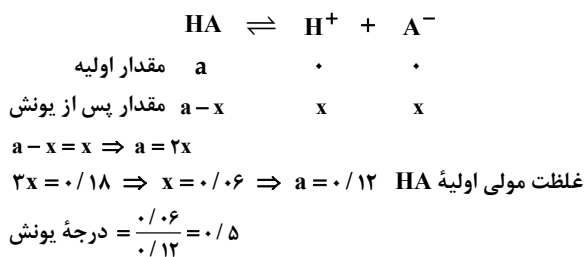 HA ⇌ H⁺ + A⁻
مقدار اولیه a ۰ ۰
مقدار پس از یونش a – x x x
a – x = x ⇒ a = ۲x
۳x = ۰/۱۸ ⇒ x = ۰/۰۶ ⇒ a = ۰/۱۲ HA غلظت مولی اولیهٔ
درجهٔ یونش = ۰/۰۶ / ۰/۱۲ = ۰/۵